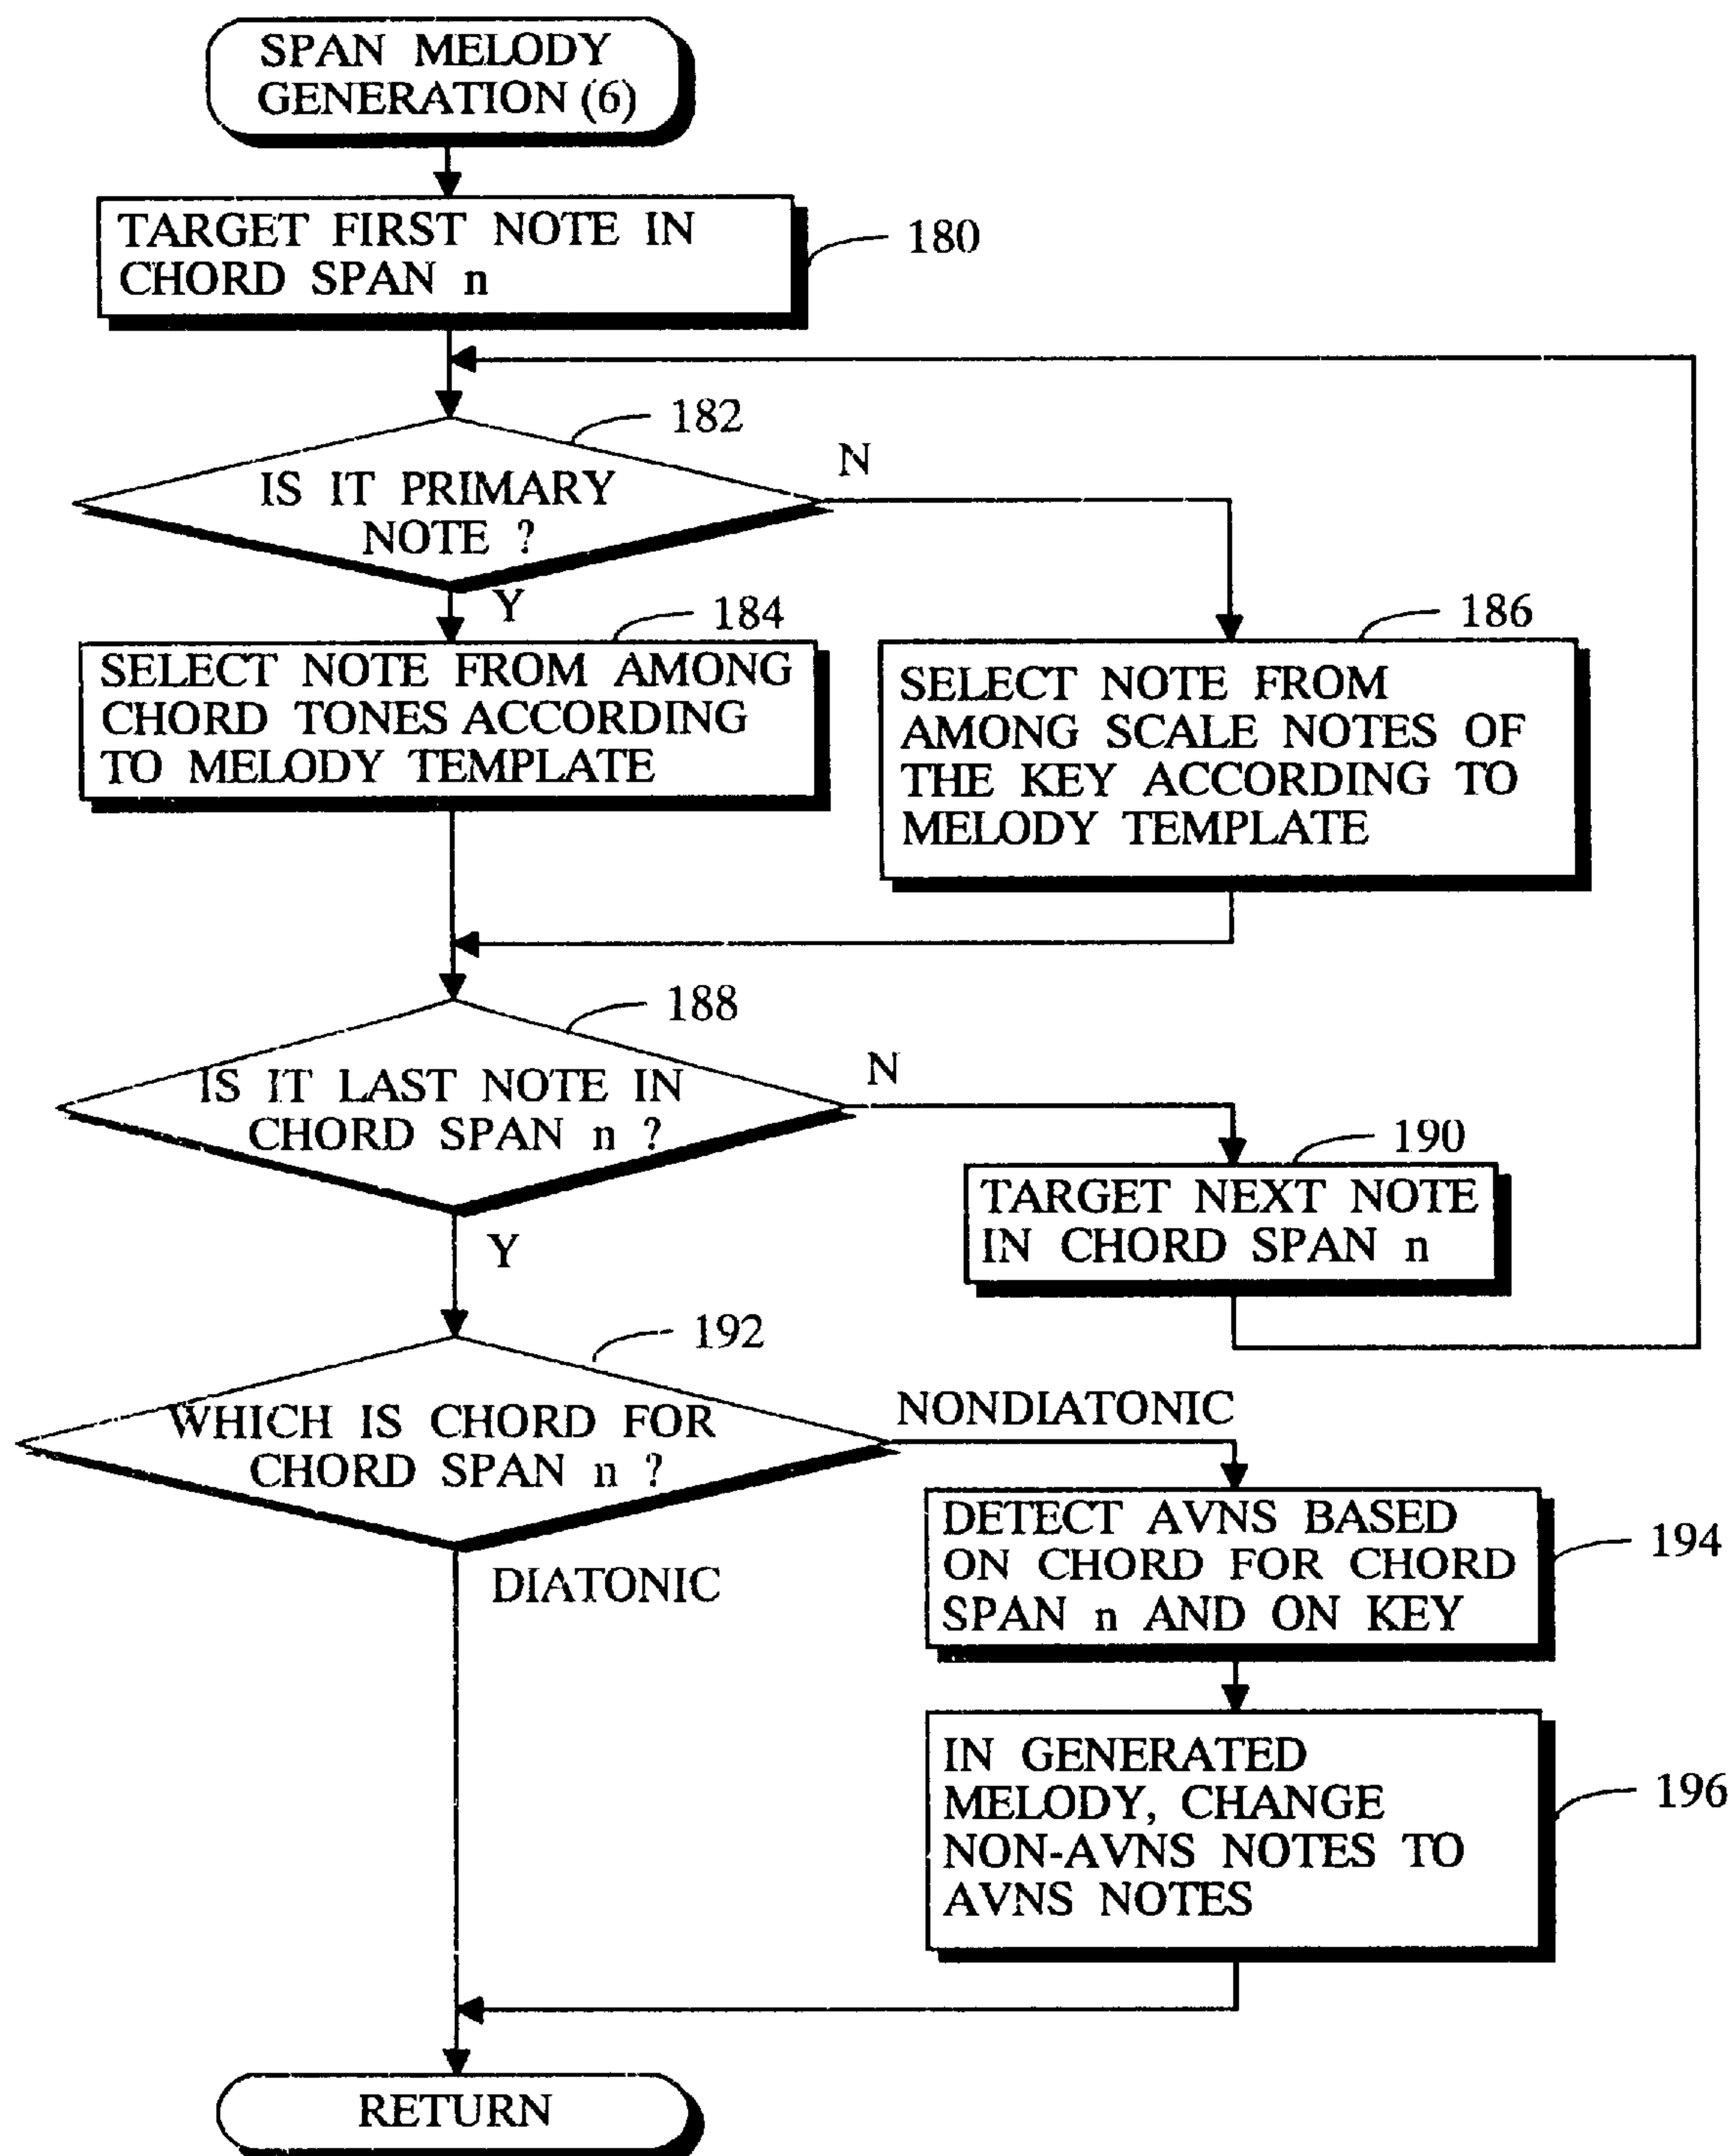 SPAN MELODY
GENERATION (6)
TARGET FIRST NOTE IN
CHORD SPAN n
180
182
IS IT PRIMARY
NOTE ?
N
Y
184
SELECT NOTE FROM AMONG
CHORD TONES ACCORDING
TO MELODY TEMPLATE
186
SELECT NOTE FROM
AMONG SCALE NOTES OF
THE KEY ACCORDING TO
MELODY TEMPLATE
188
IS IT LAST NOTE IN
CHORD SPAN n ?
N
Y
190
TARGET NEXT NOTE
IN CHORD SPAN n
192
WHICH IS CHORD FOR
CHORD SPAN n ?
NONDIATONIC
DIATONIC
DETECT AVNS BASED
ON CHORD FOR CHORD
SPAN n AND ON KEY
194
IN GENERATED
MELODY, CHANGE
NON-AVNS NOTES TO
AVNS NOTES
196
RETURN